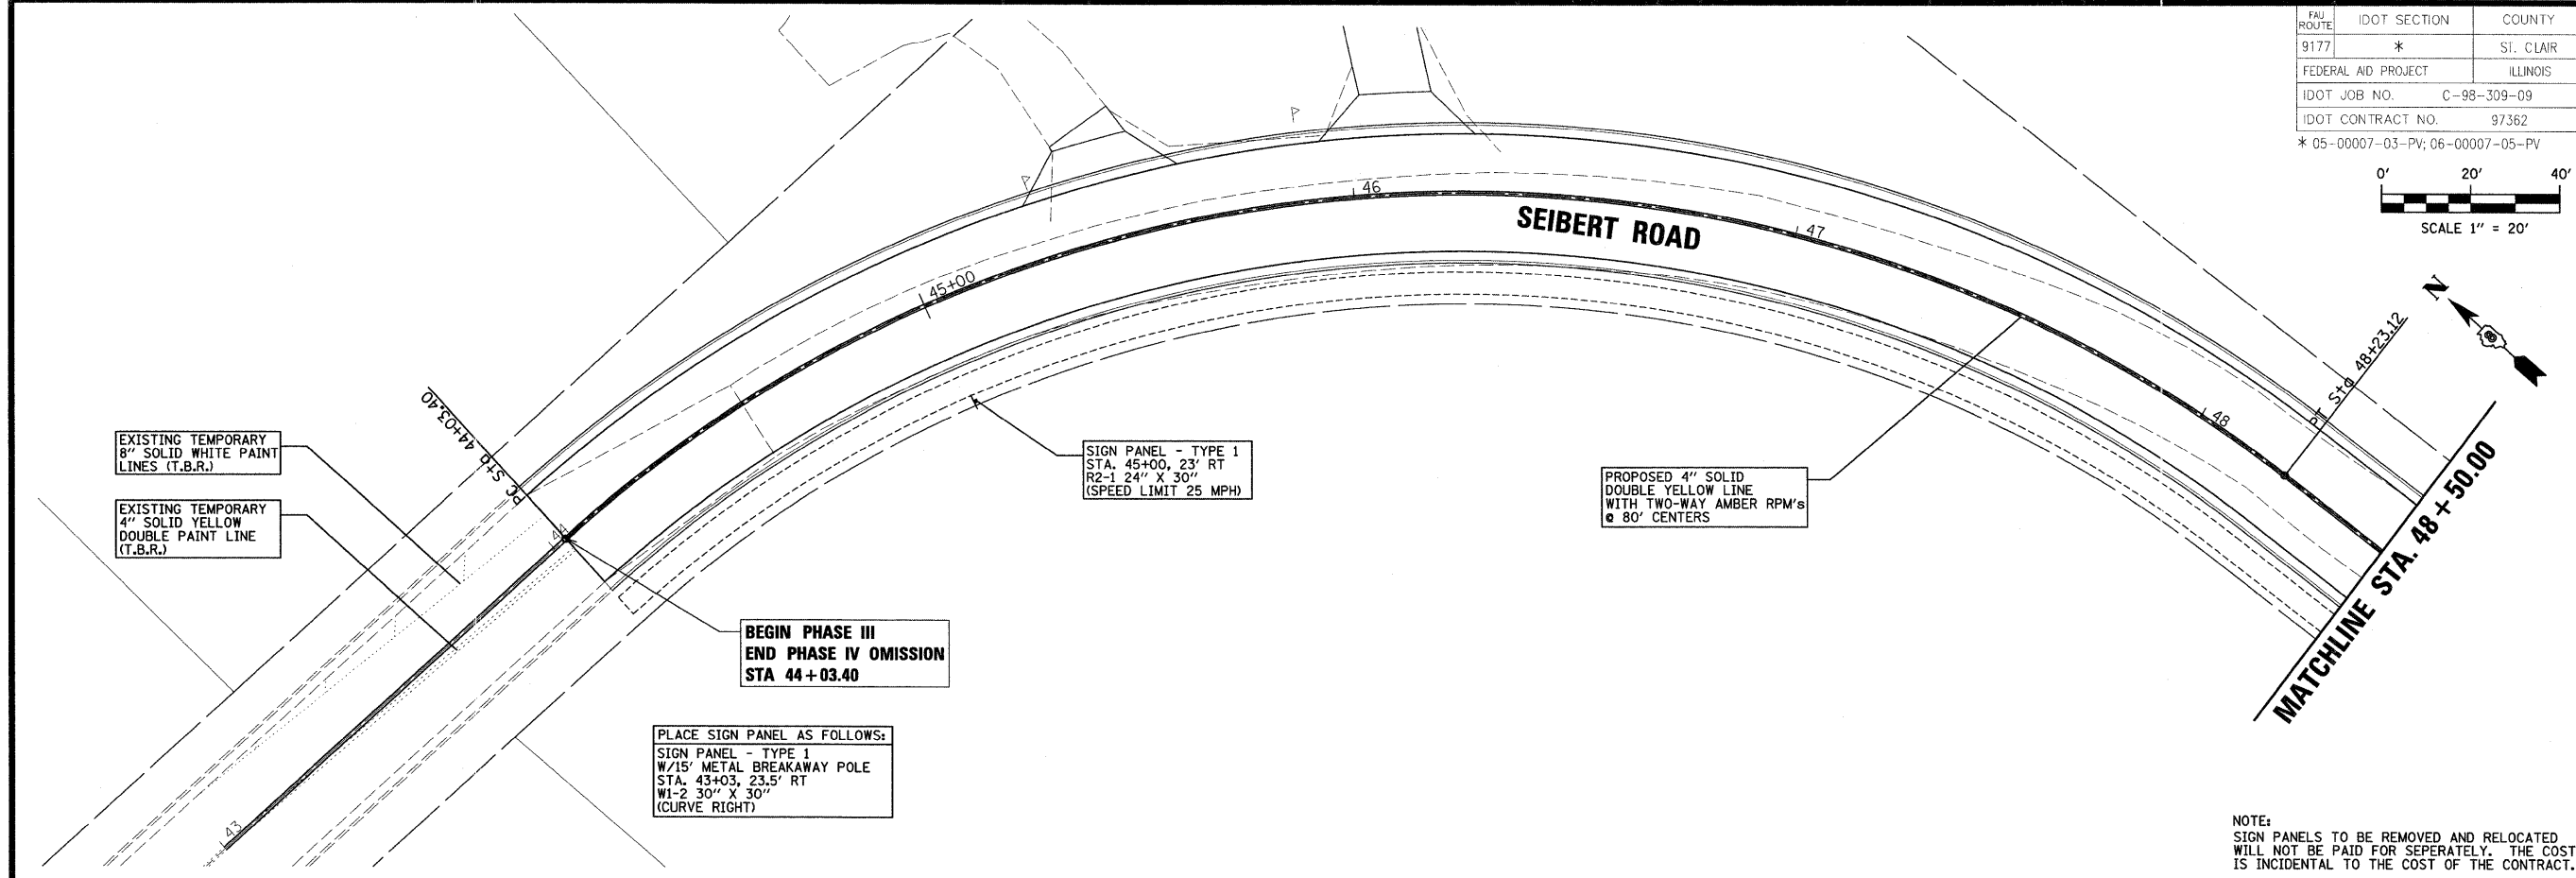 FAU ROUTE IDOT SECTION COUNTY
9177 * ST. CLAIR
FEDERAL AID PROJECT ILLINOIS
IDOT JOB NO. C-98-309-09
IDOT CONTRACT NO. 97362
* 05-00007-03-PV; 06-00007-05-PV
0' 20' 40'
SCALE 1" = 20'
N
P
P
46
SEIBERT ROAD
47
45+00
PT Sta 48+23.12
48
MATCHLINE STA. 48+50.00
PC Sta 44+03.40
44
EXISTING TEMPORARY
8" SOLID WHITE PAINT
LINES (T.B.R.)
EXISTING TEMPORARY
4" SOLID YELLOW
DOUBLE PAINT LINE
(T.B.R.)
SIGN PANEL - TYPE 1
STA. 45+00, 23' RT
R2-1 24" X 30"
(SPEED LIMIT 25 MPH)
PROPOSED 4" SOLID
DOUBLE YELLOW LINE
WITH TWO-WAY AMBER RPM's
@ 80' CENTERS
BEGIN PHASE III
END PHASE IV OMISSION
STA 44+03.40
PLACE SIGN PANEL AS FOLLOWS:
SIGN PANEL - TYPE 1
W/15' METAL BREAKAWAY POLE
STA. 43+03, 23.5' RT
W1-2 30" X 30"
(CURVE RIGHT)
43
NOTE:
SIGN PANELS TO BE REMOVED AND RELOCATED
WILL NOT BE PAID FOR SEPERATELY. THE COST
IS INCIDENTAL TO THE COST OF THE CONTRACT.